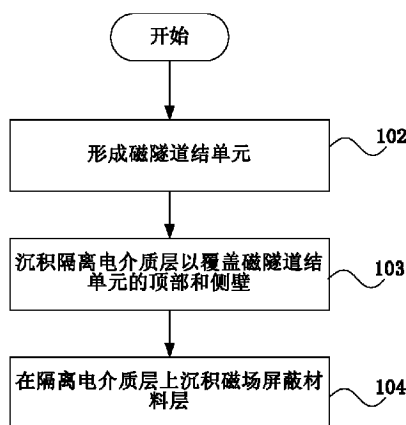 开始
形成磁隧道结单元
102
沉积隔离电介质层以覆盖磁隧道结
单元的顶部和侧壁
103
在隔离电介质层上沉积磁场屏蔽材
料层
104